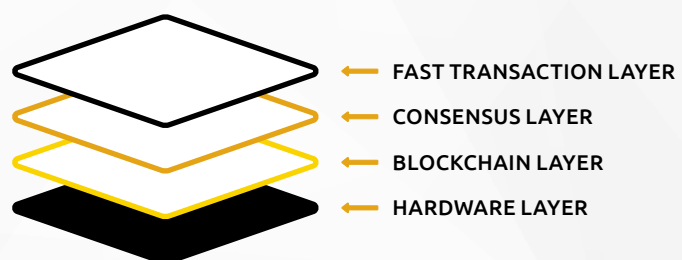 FAST TRANSACTION LAYER
CONSENSUS LAYER
BLOCKCHAIN LAYER
HARDWARE LAYER